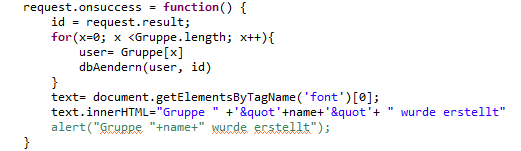 request.onsuccess = function() {
id = request.result;
for(x=0; x <Gruppe.length; x++){
user= Gruppe[x]
dbAendern(user, id)
}
text= document.getElementsByTagName('font')[0];
text.innerHTML="Gruppe " +'&quot'+name+'&quot'+ " wurde erstellt"
alert("Gruppe "+name+" wurde erstellt");
}